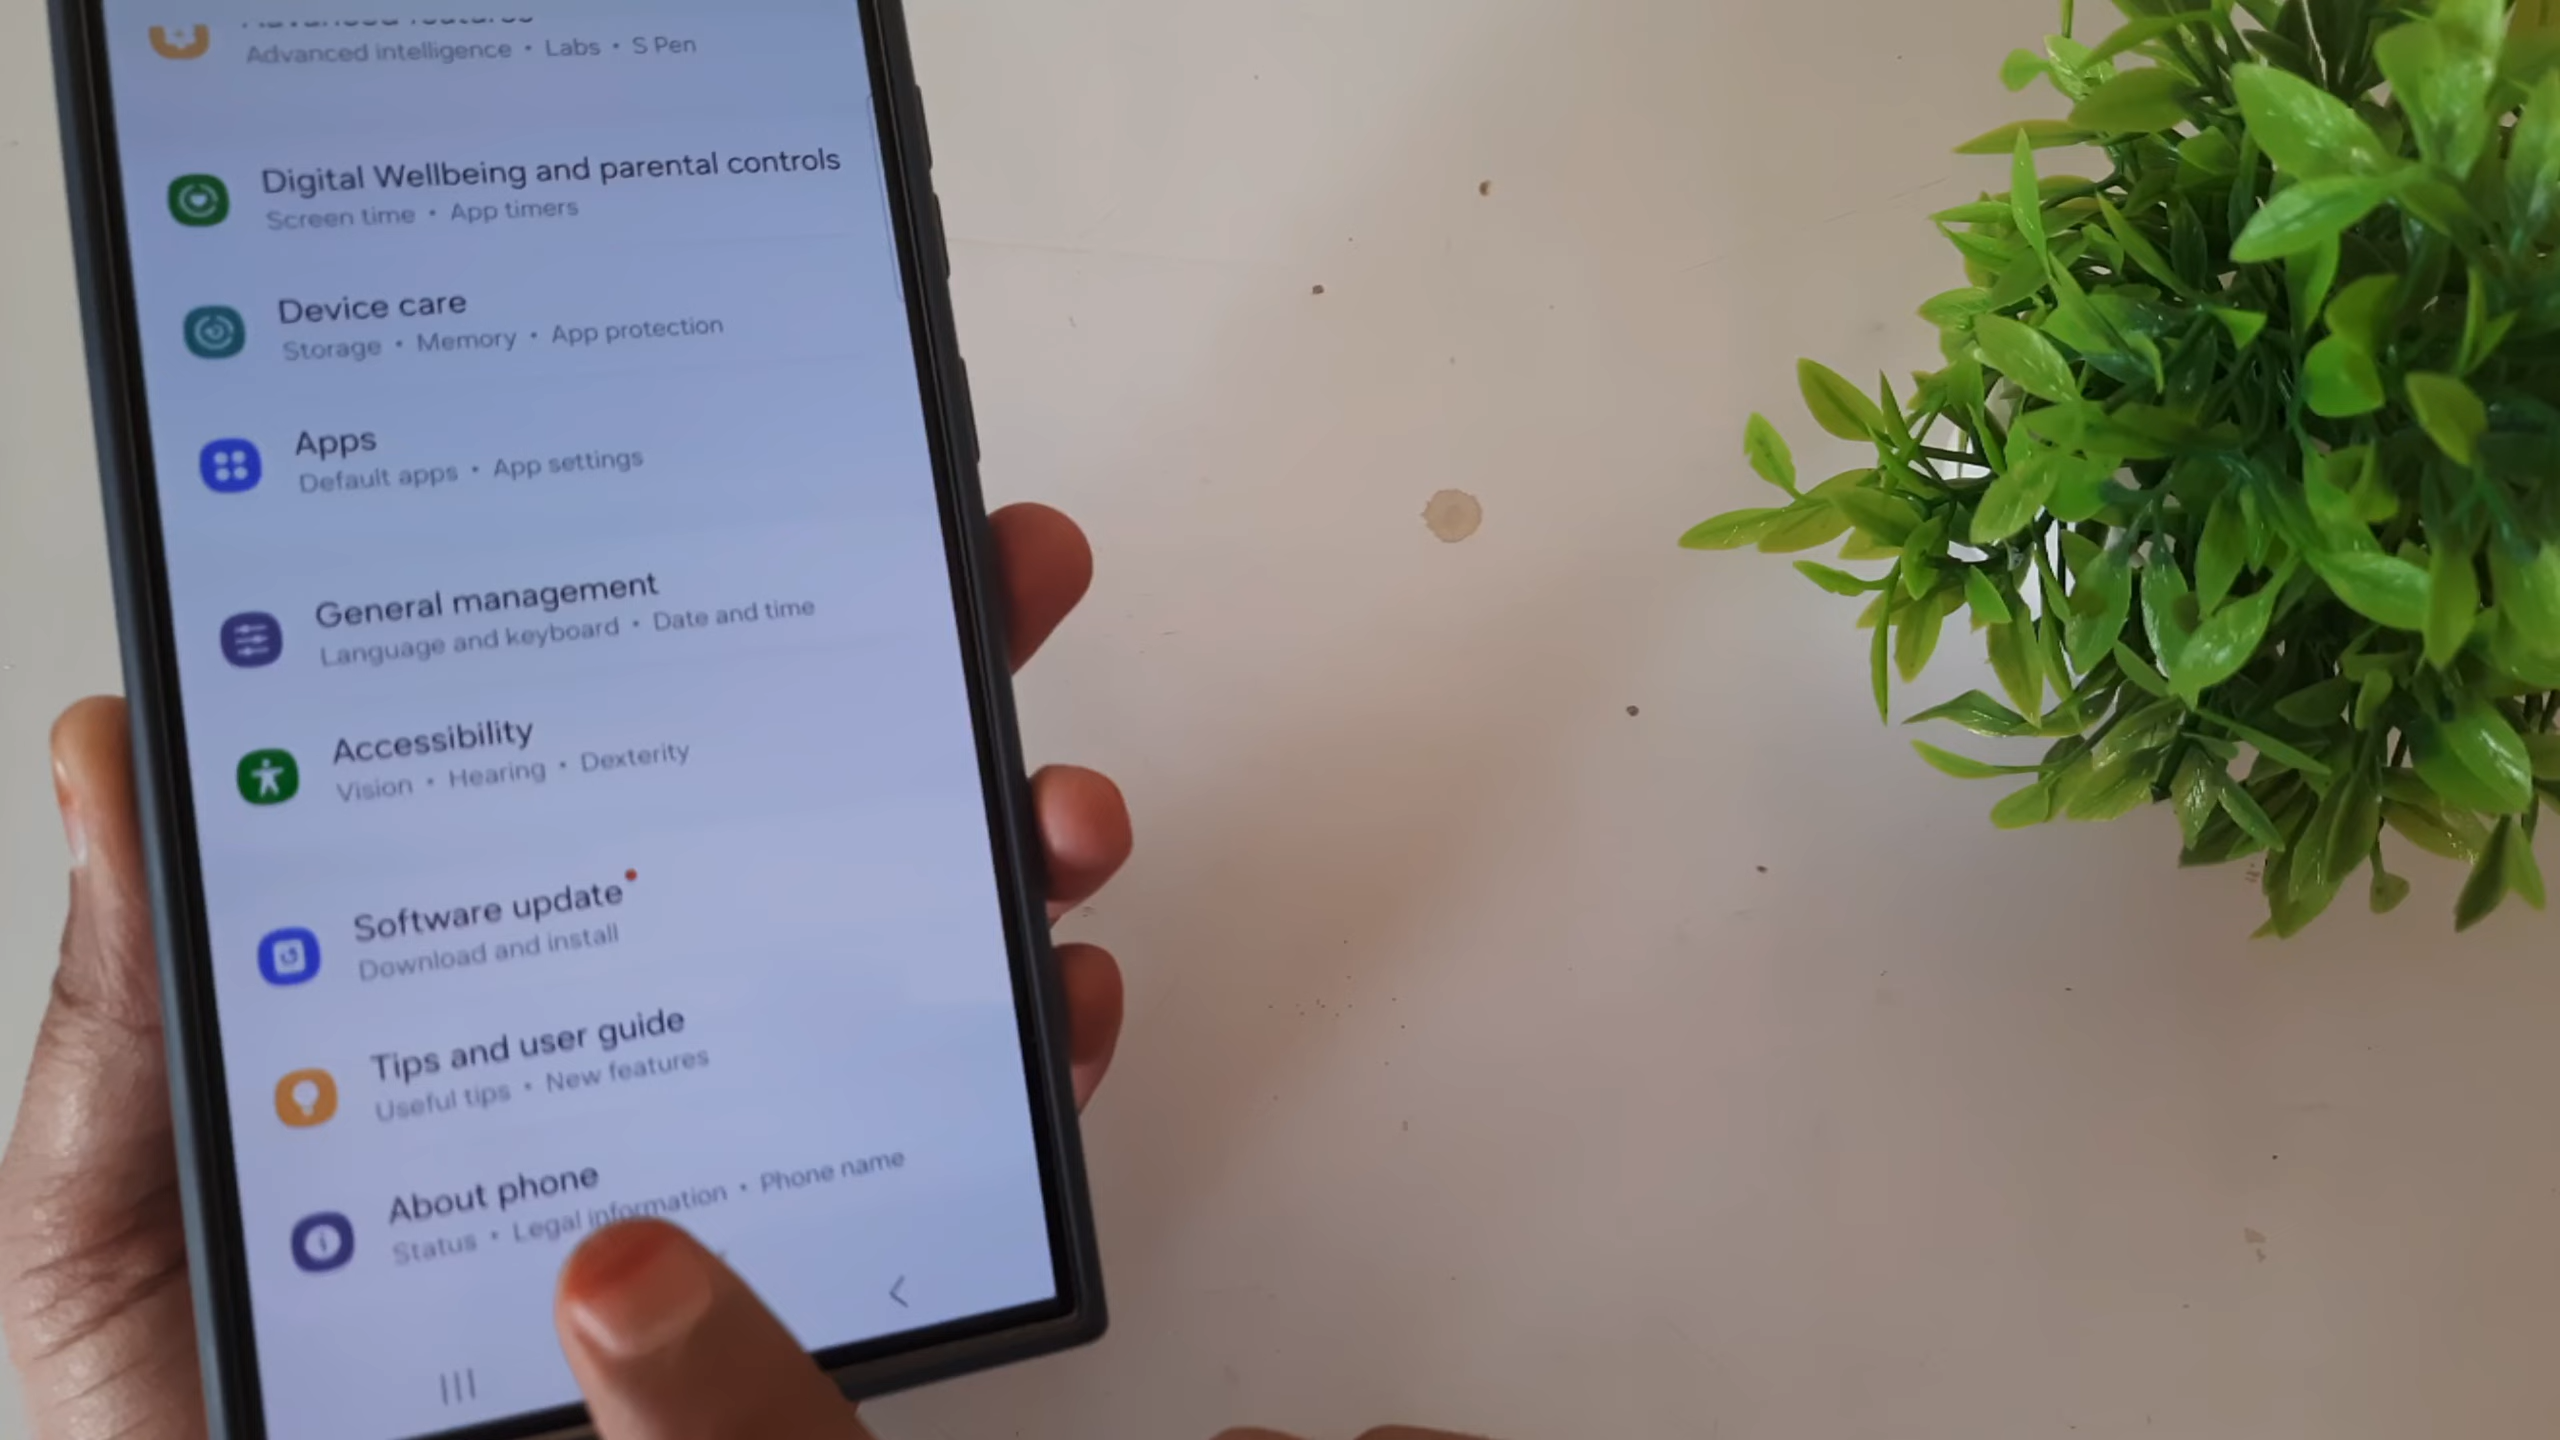 Advanced features
Advanced intelligence • Labs • S Pen
Digital Wellbeing and parental controls
Screen time • App timers
Device care
Storage • Memory • App protection
Apps
Default apps • App settings
General management
Language and keyboard • Date and time
Accessibility
Vision • Hearing • Dexterity
Software update
Download and install
Tips and user guide
Useful tips • New features
About phone
Status • Legal information • Phone name